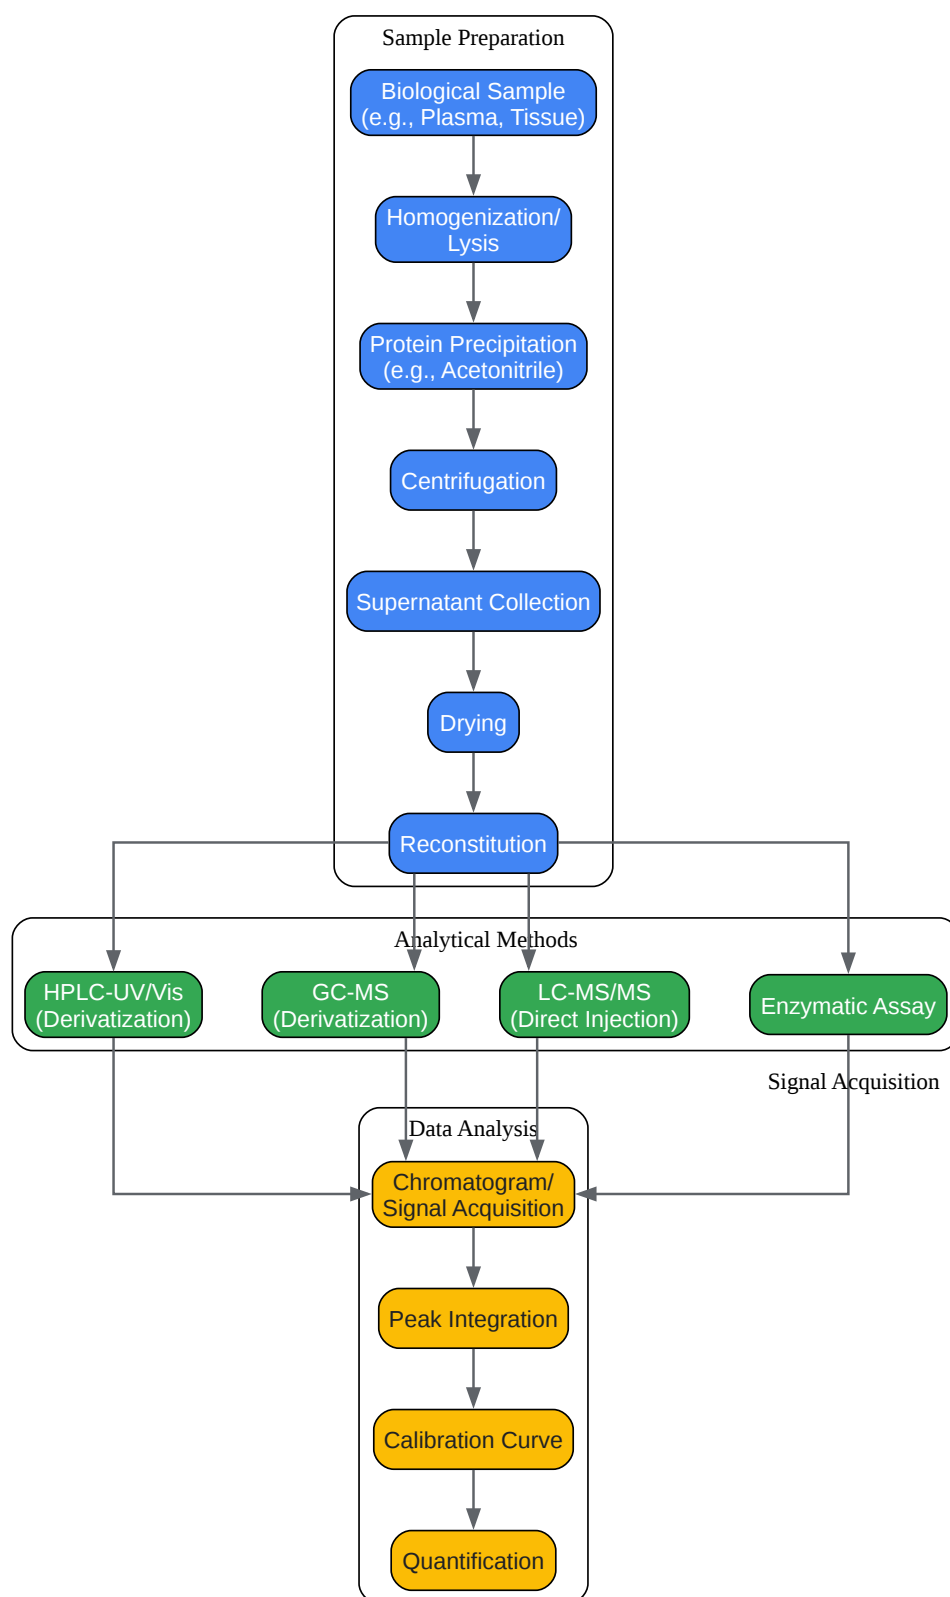 Sample Preparation
Biological Sample
(e.g., Plasma, Tissue)
Homogenization/
Lysis
Protein Precipitation
(e.g., Acetonitrile)
Centrifugation
Supernatant Collection
Drying
Reconstitution
Analytical Methods
HPLC-UV/Vis
(Derivatization)
GC-MS
(Derivatization)
LC-MS/MS
(Direct Injection)
Enzymatic Assay
Signal Acquisition
Data Analysis
Chromatogram/
Signal Acquisition
Peak Integration
Calibration Curve
Quantification